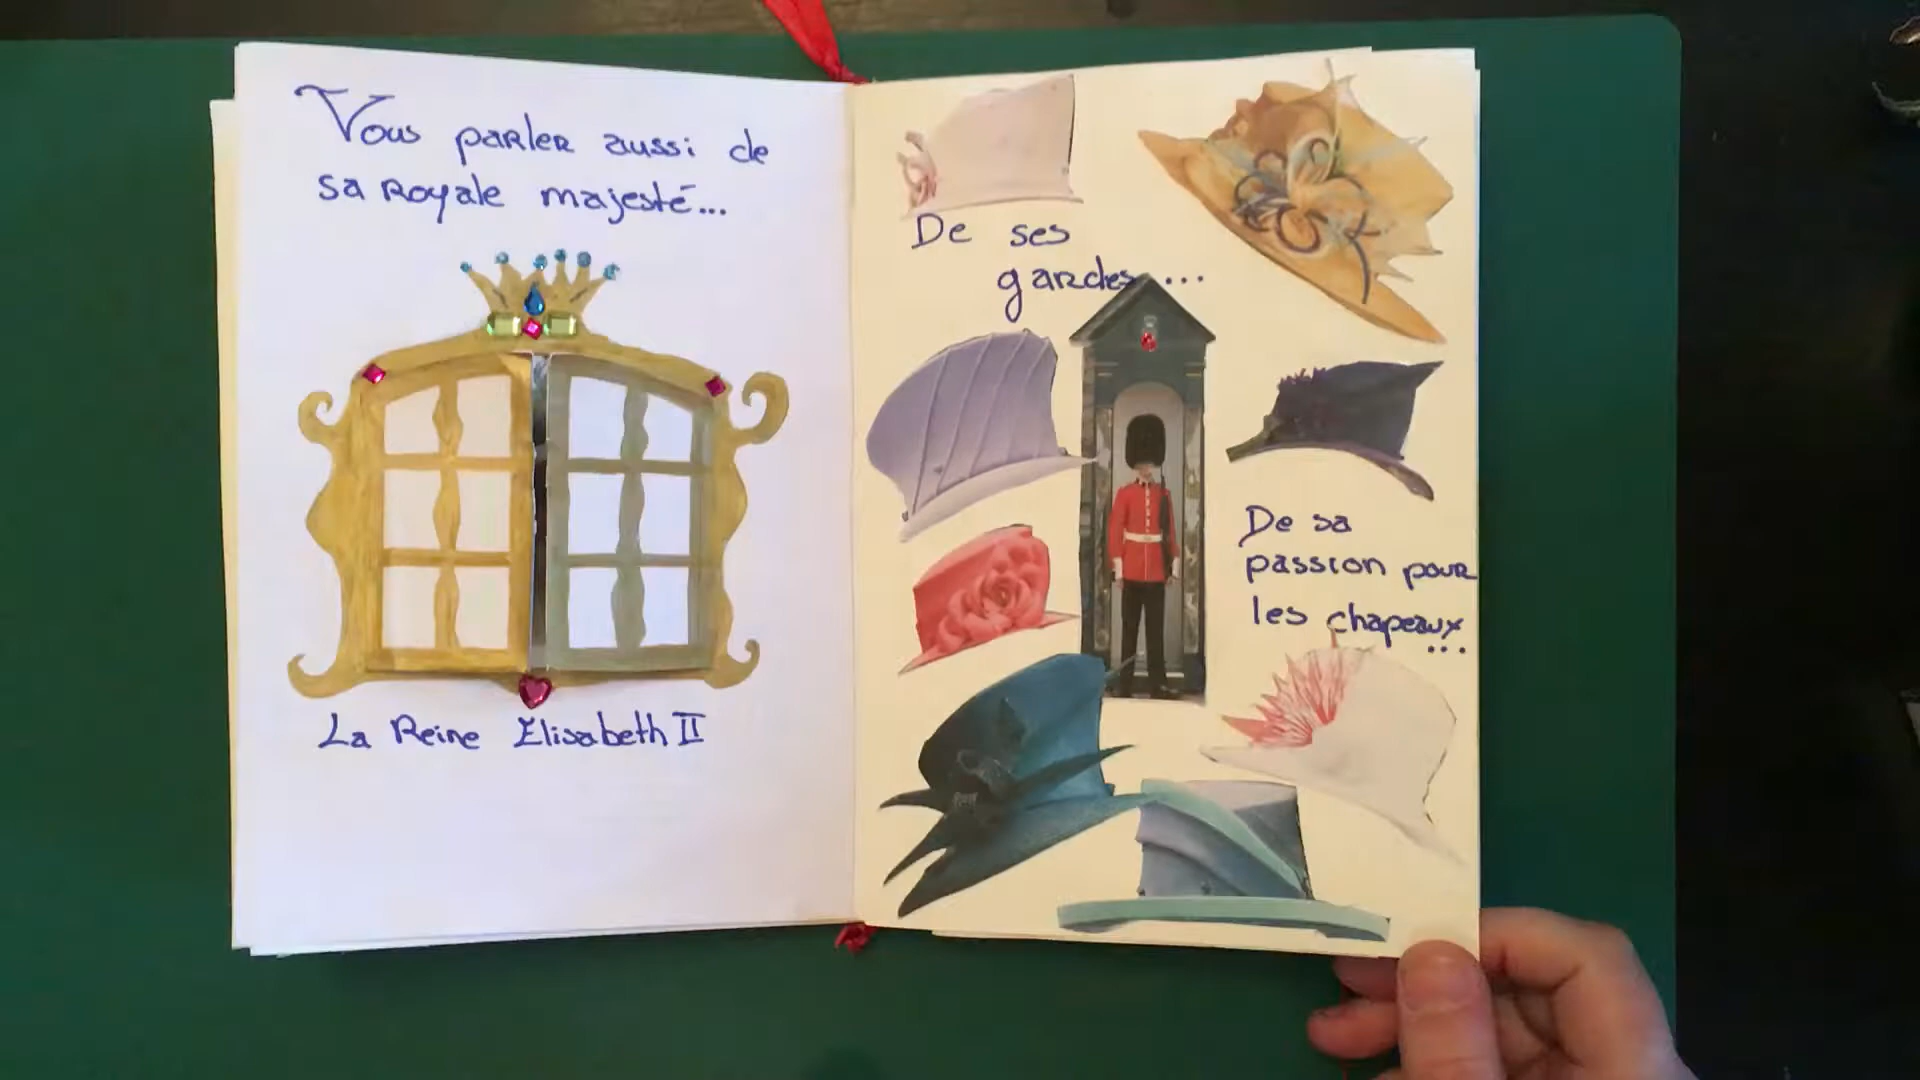 Vous parler aussi de
sa royale majesté...
La Reine Elisabeth II
De ses
gardes...
De sa
passion pour
les chapeaux
...